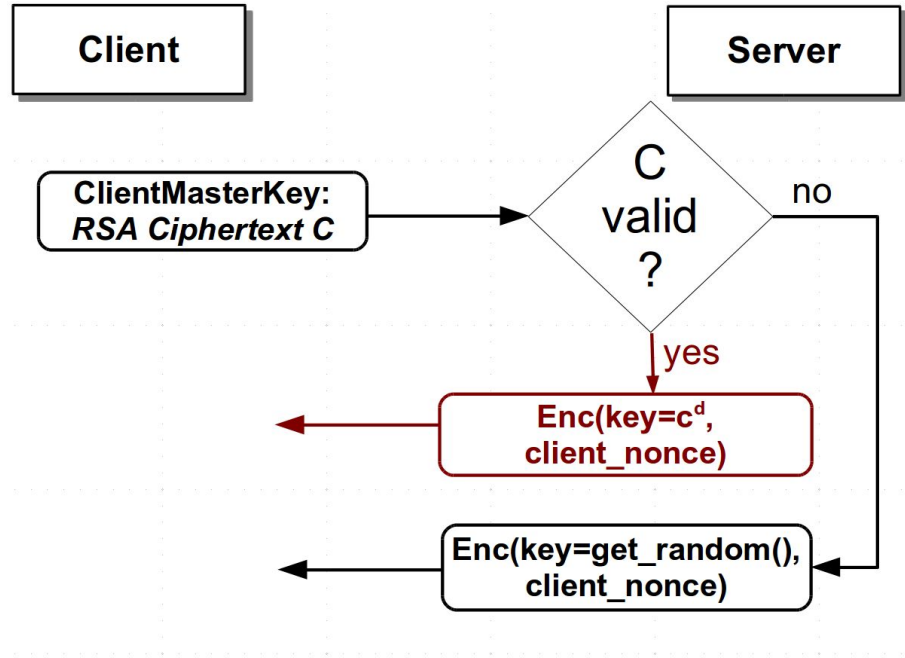 Client
Server
ClientMasterKey:
RSA Ciphertext C
C
valid
?
no
yes
Enc(key=cᵈ,
client_nonce)
Enc(key=get_random(),
client_nonce)